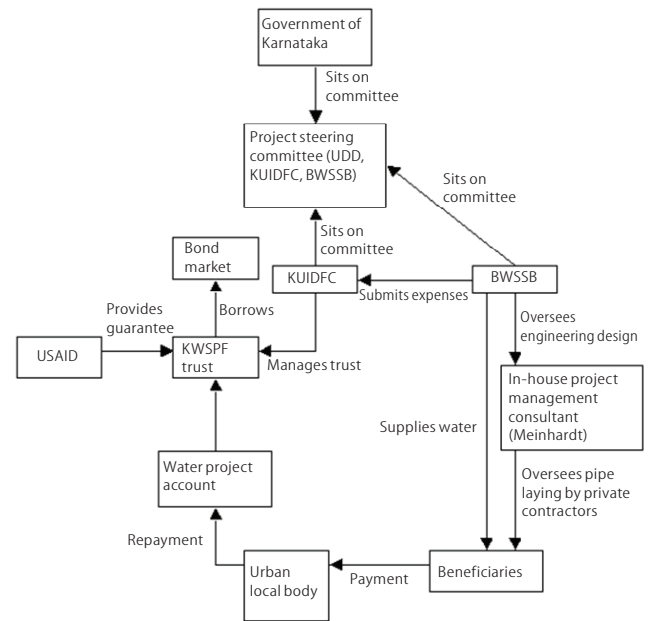 Government of
Karnataka
Sits on
committee
Project steering
committee (UDD,
KUIDFC, BWSSB)
Sits on
committee
Sits on
committee
Bond
market
KUIDFC
BWSSB
Submits expenses
Provides
guarantee
Borrows
Oversees
engineering design
USAID
KWSPF
trust
Manages trust
In-house project
management
consultant
(Meinhardt)
Supplies water
Water project
account
Oversees pipe
laying by private
contractors
Repayment
Urban
local body
Payment
Beneficiaries